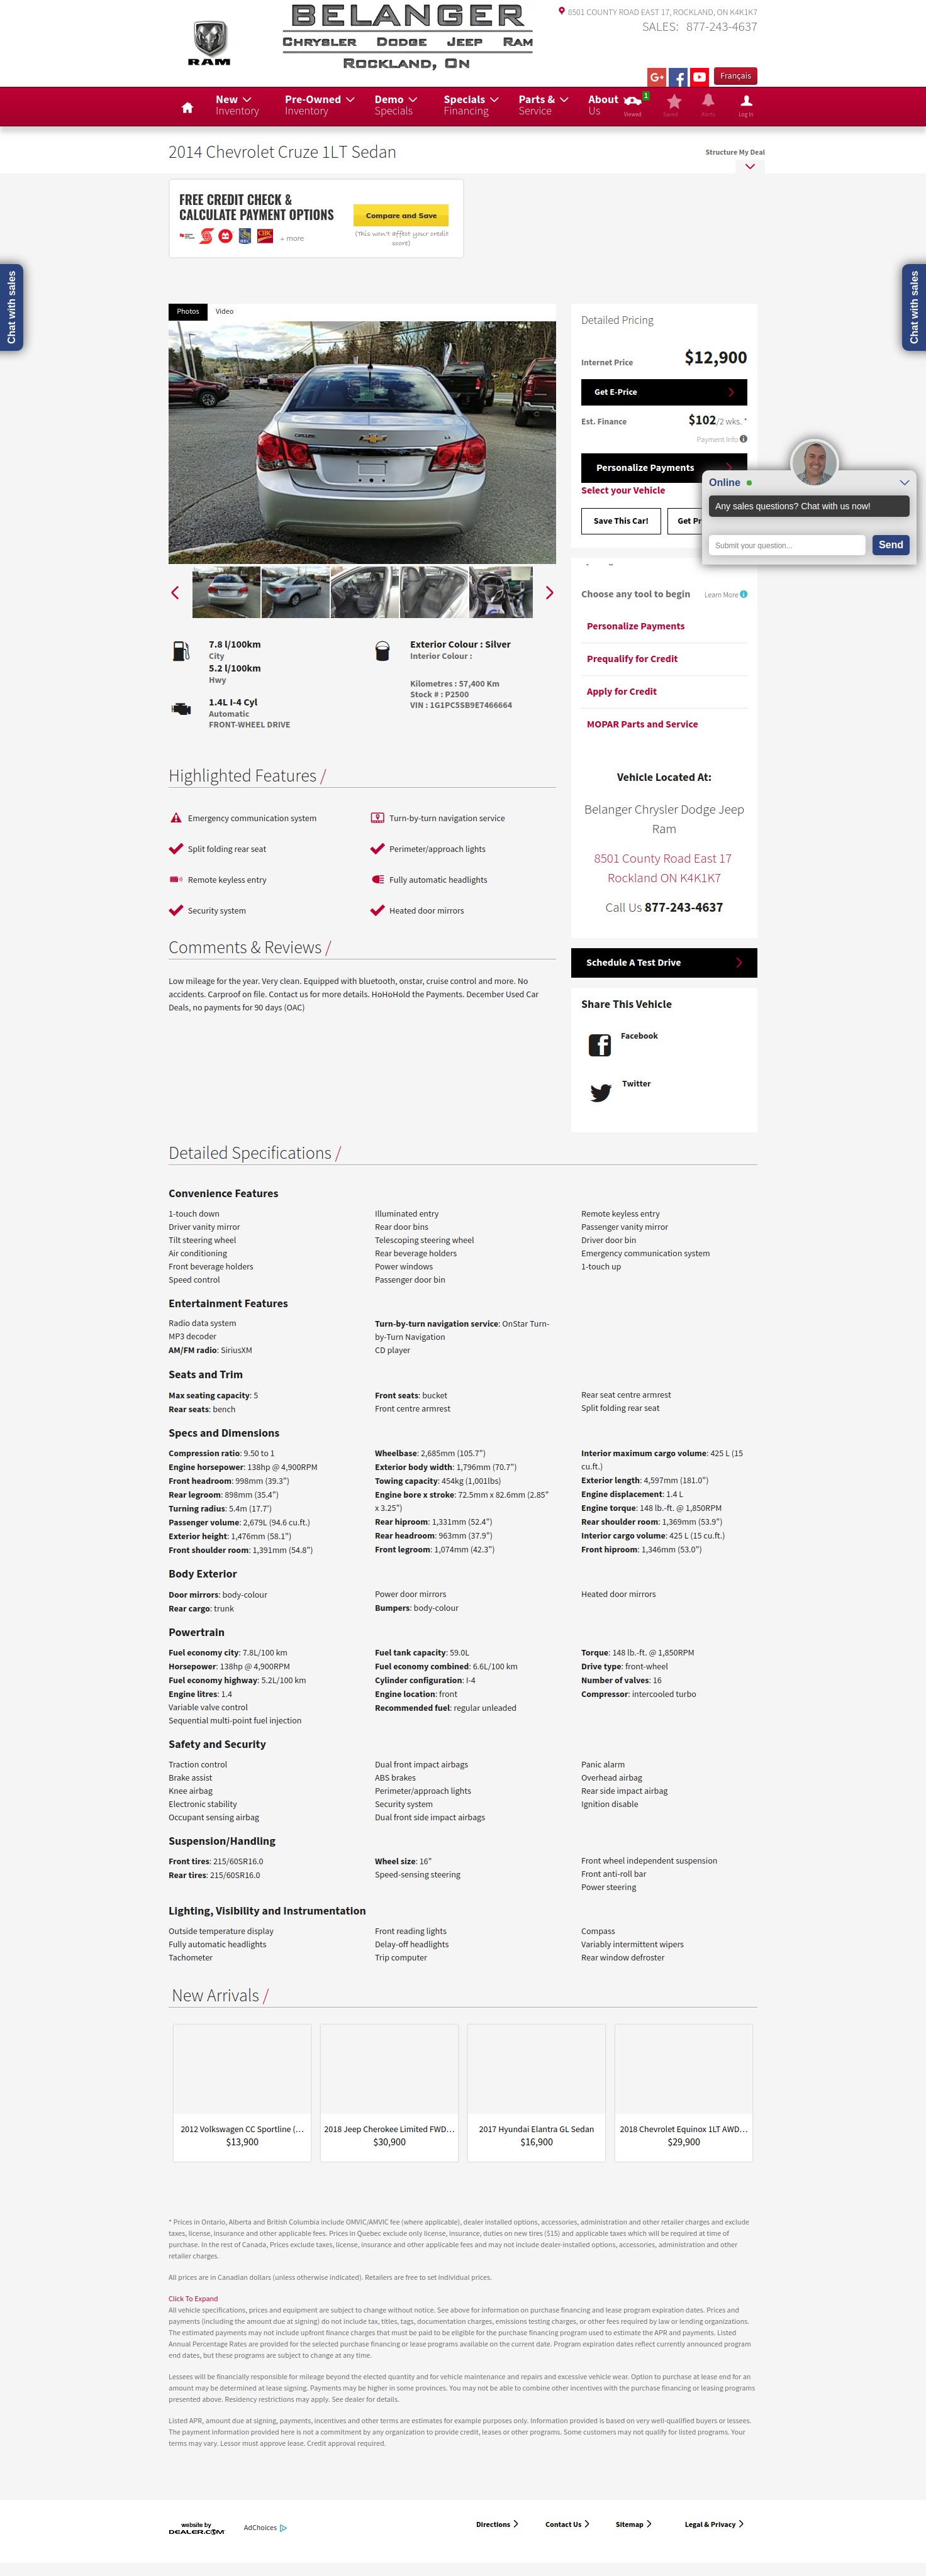 BELANGER
CHRYSLER DODGE JEEP RAM
ROCKLAND, ON
RAM
8501 COUNTY ROAD EAST 17, ROCKLAND, ON K4K1K7
SALES: 877-243-4637
Français
New
Inventory
Pre-Owned
Inventory
Demo
Specials
Specials
Financing
Parts &
Service
About
Us
1
Viewed
Saved
Alerts
Log In
2014 Chevrolet Cruze 1LT Sedan
Structure My Deal
FREE CREDIT CHECK &
CALCULATE PAYMENT OPTIONS
+ more
Compare and Save
(This won't affect your credit
score)
Chat with sales
Chat with sales
Photos
Video
Detailed Pricing
Internet Price $12,900
Get E-Price
Est. Finance $102/2 wks. *
Payment Info
Personalize Payments
Select your Vehicle
Save This Car!
Get Pr
Online
Any sales questions? Chat with us now!
Submit your question...
Send
Choose any tool to begin
Learn More
Personalize Payments
Prequalify for Credit
Apply for Credit
MOPAR Parts and Service
Vehicle Located At:
Belanger Chrysler Dodge Jeep
Ram
8501 County Road East 17
Rockland ON K4K1K7
Call Us 877-243-4637
Schedule A Test Drive
Share This Vehicle
Facebook
Twitter
7.8 l/100km
City
5.2 l/100km
Hwy
1.4L I-4 Cyl
Automatic
FRONT-WHEEL DRIVE
Exterior Colour : Silver
Interior Colour :
Kilometres : 57,400 Km
Stock # : P2500
VIN : 1G1PC5SB9E7466664
Highlighted Features /
Emergency communication system
Turn-by-turn navigation service
Split folding rear seat
Perimeter/approach lights
Remote keyless entry
Fully automatic headlights
Security system
Heated door mirrors
Comments & Reviews /
Low mileage for the year. Very clean. Equipped with bluetooth, onstar, cruise control and more. No
accidents. Carproof on file. Contact us for more details. HoHoHold the Payments. December Used Car
Deals, no payments for 90 days (OAC)
Detailed Specifications /
Convenience Features
1-touch down
Driver vanity mirror
Tilt steering wheel
Air conditioning
Front beverage holders
Speed control
Illuminated entry
Rear door bins
Telescoping steering wheel
Rear beverage holders
Power windows
Passenger door bin
Remote keyless entry
Passenger vanity mirror
Driver door bin
Emergency communication system
1-touch up
Entertainment Features
Radio data system
MP3 decoder
AM/FM radio: SiriusXM
Turn-by-turn navigation service: OnStar Turn-
by-Turn Navigation
CD player
Seats and Trim
Max seating capacity: 5
Rear seats: bench
Front seats: bucket
Front centre armrest
Rear seat centre armrest
Split folding rear seat
Specs and Dimensions
Compression ratio: 9.50 to 1
Engine horsepower: 138hp @ 4,900RPM
Front headroom: 998mm (39.3")
Rear legroom: 898mm (35.4")
Turning radius: 5.4m (17.7')
Passenger volume: 2,679L (94.6 cu.ft.)
Exterior height: 1,476mm (58.1")
Front shoulder room: 1,391mm (54.8")
Wheelbase: 2,685mm (105.7")
Exterior body width: 1,796mm (70.7")
Towing capacity: 454kg (1,001lbs)
Engine bore x stroke: 72.5mm x 82.6mm (2.85"
x 3.25")
Rear hiproom: 1,331mm (52.4")
Rear headroom: 963mm (37.9")
Front legroom: 1,074mm (42.3")
Interior maximum cargo volume: 425 L (15
cu.ft.)
Exterior length: 4,597mm (181.0")
Engine displacement: 1.4 L
Engine torque: 148 lb.-ft. @ 1,850RPM
Rear shoulder room: 1,369mm (53.9")
Interior cargo volume: 425 L (15 cu.ft.)
Front hiproom: 1,346mm (53.0")
Body Exterior
Door mirrors: body-colour
Rear cargo: trunk
Power door mirrors
Bumpers: body-colour
Heated door mirrors
Powertrain
Fuel economy city: 7.8L/100 km
Horsepower: 138hp @ 4,900RPM
Fuel economy highway: 5.2L/100 km
Engine litres: 1.4
Variable valve control
Sequential multi-point fuel injection
Fuel tank capacity: 59.0L
Fuel economy combined: 6.6L/100 km
Cylinder configuration: I-4
Engine location: front
Recommended fuel: regular unleaded
Torque: 148 lb.-ft. @ 1,850RPM
Drive type: front-wheel
Number of valves: 16
Compressor: intercooled turbo
Safety and Security
Traction control
Brake assist
Knee airbag
Electronic stability
Occupant sensing airbag
Dual front impact airbags
ABS brakes
Perimeter/approach lights
Security system
Dual front side impact airbags
Panic alarm
Overhead airbag
Rear side impact airbag
Ignition disable
Suspension/Handling
Front tires: 215/60SR16.0
Rear tires: 215/60SR16.0
Wheel size: 16"
Speed-sensing steering
Front wheel independent suspension
Front anti-roll bar
Power steering
Lighting, Visibility and Instrumentation
Outside temperature display
Fully automatic headlights
Tachometer
Front reading lights
Delay-off headlights
Trip computer
Compass
Variably intermittent wipers
Rear window defroster
New Arrivals /
2012 Volkswagen CC Sportline (...
$13,900
2018 Jeep Cherokee Limited FWD...
$30,900
2017 Hyundai Elantra GL Sedan
$16,900
2018 Chevrolet Equinox 1LT AWD...
$29,900
* Prices in Ontario, Alberta and British Columbia include OMVIC/AMVIC fee (where applicable), dealer installed options, accessories, administration and other retailer charges and exclude
taxes, license, insurance and other applicable fees. Prices in Quebec exclude only license, insurance, duties on new tires ($15) and applicable taxes which will be required at time of
purchase. In the rest of Canada, Prices exclude taxes, license, insurance and other applicable fees and may not include dealer-installed options, accessories, administration and other
retailer charges.
All prices are in Canadian dollars (unless otherwise indicated). Retailers are free to set individual prices.
Click To Expand
All vehicle specifications, prices and equipment are subject to change without notice. See above for information on purchase financing and lease program expiration dates. Prices and
payments (including the amount due at signing) do not include tax, titles, tags, documentation charges, emissions testing charges, or other fees required by law or lending organizations.
The estimated payments may not include upfront finance charges that must be paid to be eligible for the purchase financing program used to estimate the APR and payments. Listed
Annual Percentage Rates are provided for the selected purchase financing or lease programs available on the current date. Program expiration dates reflect currently announced program
end dates, but these programs are subject to change at any time.
Lessees will be financially responsible for mileage beyond the elected quantity and for vehicle maintenance and repairs and excessive vehicle wear. Option to purchase at lease end for an
amount may be determined at lease signing. Payments may be higher in some provinces. You may not be able to combine other incentives with the purchase financing or leasing programs
presented above. Residency restrictions may apply. See dealer for details.
Listed APR, amount due at signing, payments, incentives and other terms are estimates for example purposes only. Information provided is based on very well-qualified buyers or lessees.
The payment information provided here is not a commitment by any organization to provide credit, leases or other programs. Some customers may not qualify for listed programs. Your
terms may vary. Lessor must approve lease. Credit approval required.
website by
DEALER.COM
AdChoices
Directions
Contact Us
Sitemap
Legal & Privacy